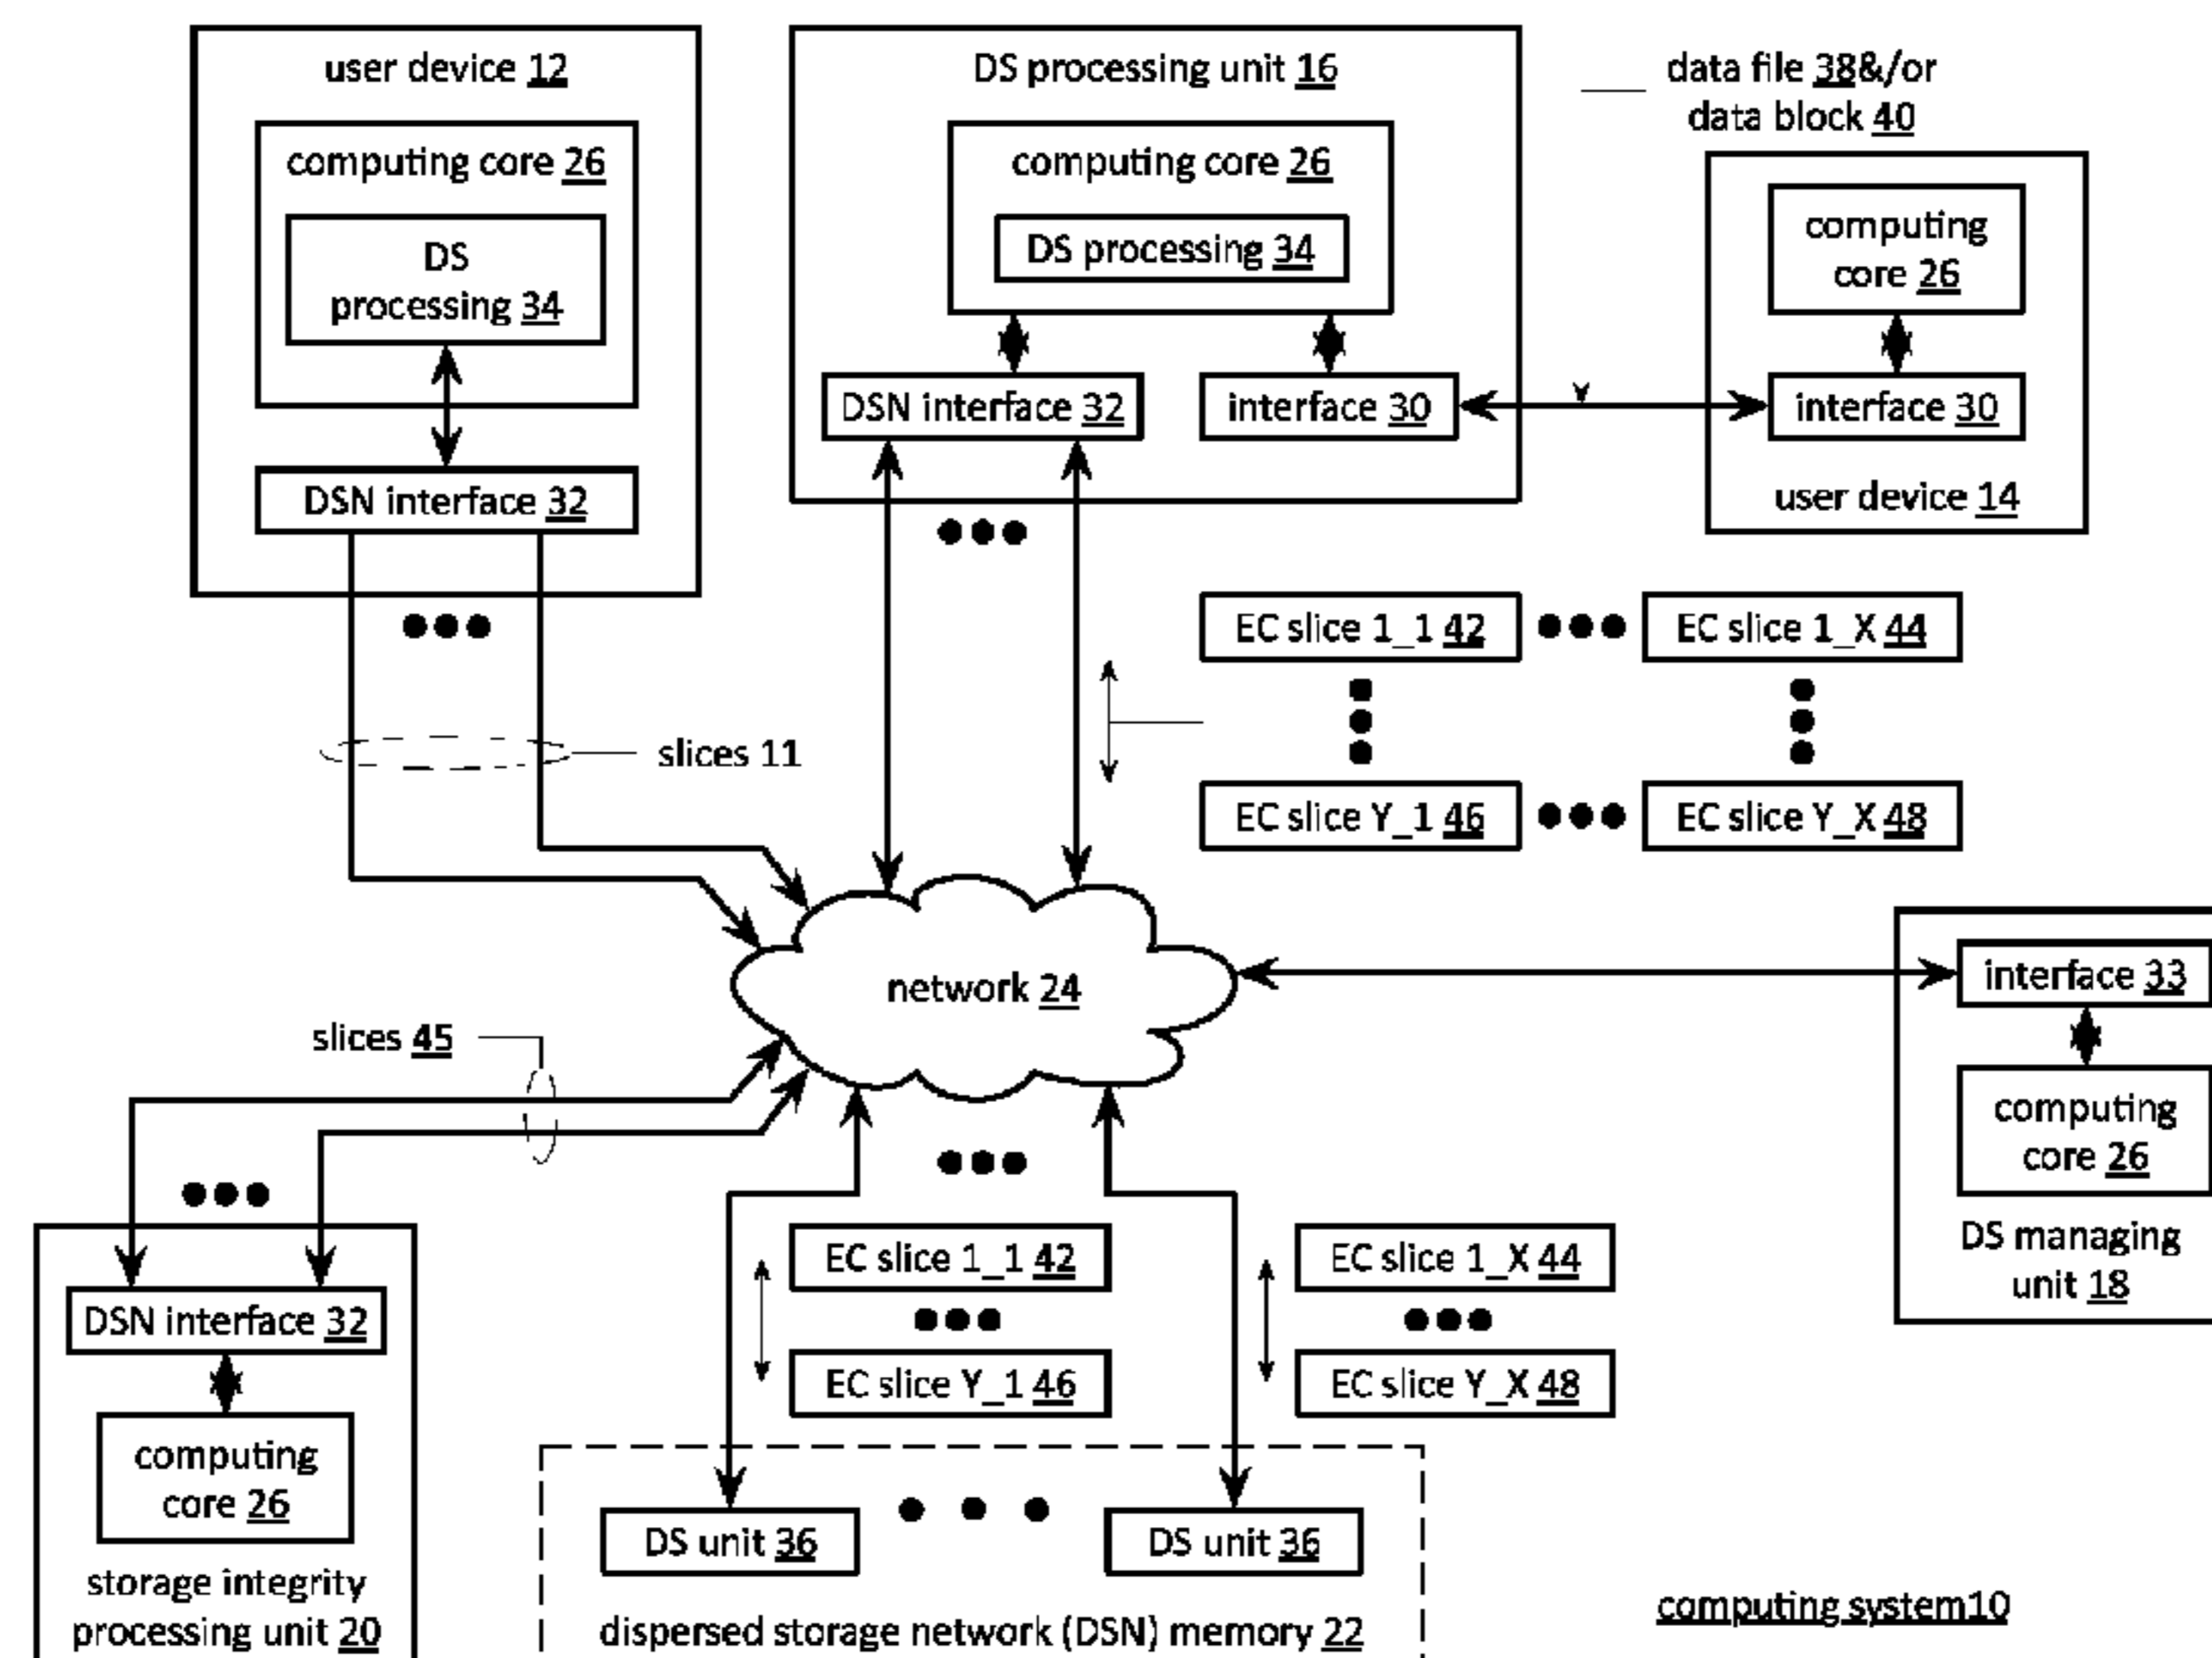 user device 12
computing core 26
DS
processing 34
DSN interface 32
slices 11
DS processing unit 16
computing core 26
DS processing 34
DSN interface 32
interface 30
data file 38&/or
data block 40
computing
core 26
interface 30
user device 14
EC slice 1_1 42
EC slice 1_X 44
EC slice Y_1 46
EC slice Y_X 48
network 24
interface 33
computing
core 26
DS managing
unit 18
slices 45
DSN interface 32
computing
core 26
storage integrity
processing unit 20
EC slice 1_1 42
EC slice Y_1 46
EC slice 1_X 44
EC slice Y_X 48
DS unit 36
DS unit 36
dispersed storage network (DSN) memory 22
computing system10